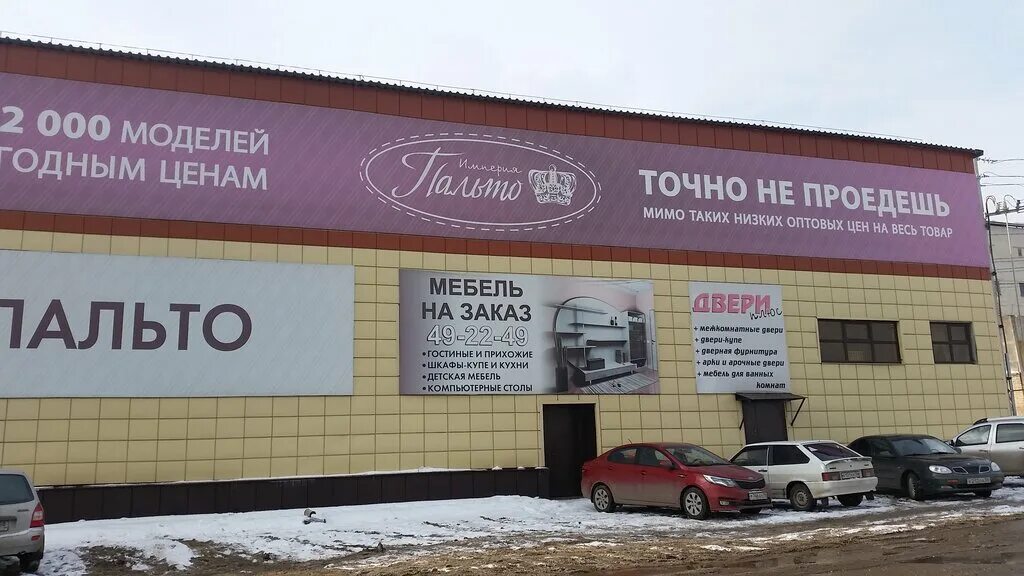 2 000 МОДЕЛЕЙ
ГОДНЫМ ЦЕНАМ
Империя
Пальто
ТОЧНО НЕ ПРОЕДЕШЬ
МИМО ТАКИХ НИЗКИХ ОПТОВЫХ ЦЕН НА ВЕСЬ ТОВАР
ПАЛЬТО
МЕБЕЛЬ
НА ЗАКАЗ
49-22-49
• ГОСТИНЫЕ И ПРИХОЖИЕ
• ШКАФЫ-КУПЕ И КУХНИ
• ДЕТСКАЯ МЕБЕЛЬ
• КОМПЬЮТЕРНЫЕ СТОЛЫ
ДВЕРИ
плюс
+ межкомнатные двери
+ двери-купе
+ дверная фурнитура
+ арки и арочные двери
+ мебель для ванных
комнат